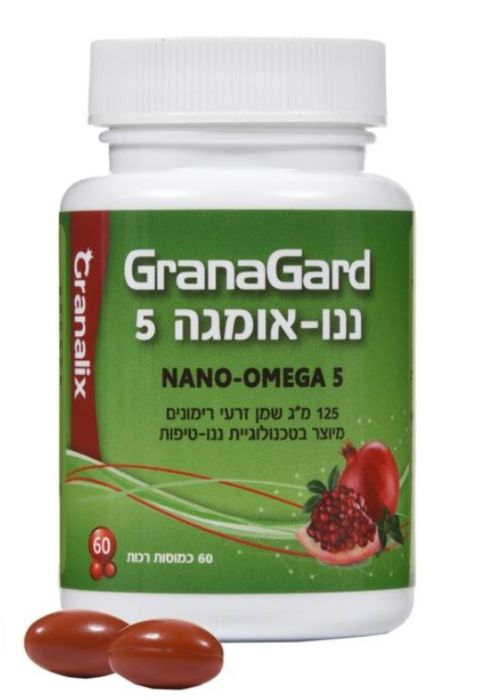 Granalix
GranaGard
ננו-אומגה 5
NANO-OMEGA 5
125 מ"ג שמן זרעי רימונים
מיוצר בטכנולוגיית ננו-טיפות
60
60 כמוסות רכות